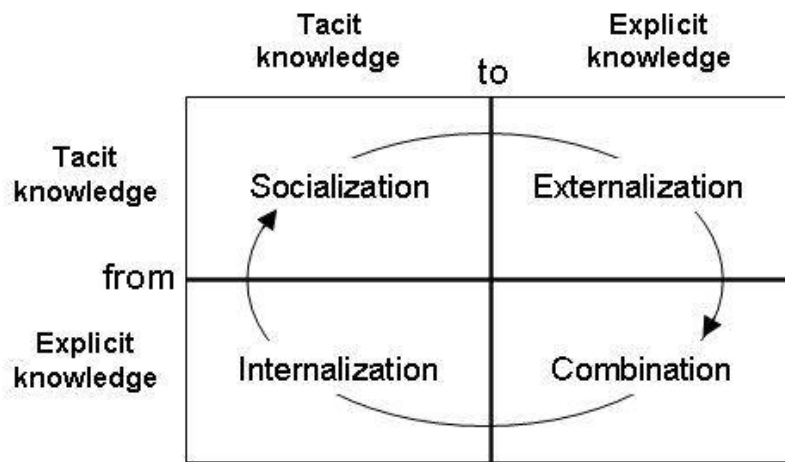 Tacit
knowledge
to
Explicit
knowledge
Tacit
knowledge
Socialization
Externalization
from
Explicit
knowledge
Internalization
Combination